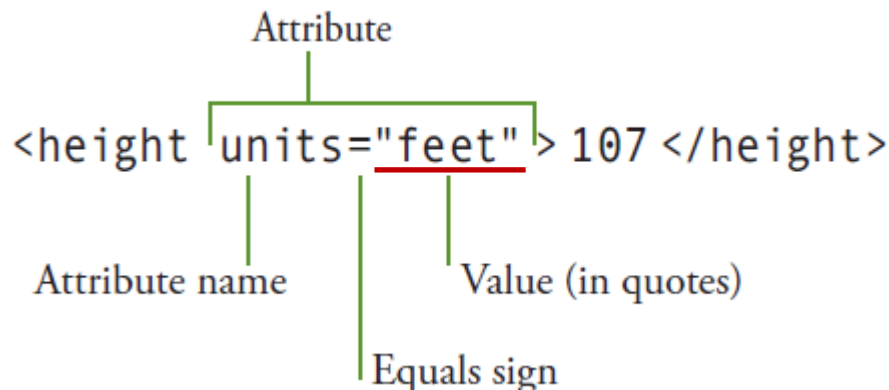 Attribute
<height units="feet" > 107 </height>
Attribute name
Value (in quotes)
Equals sign